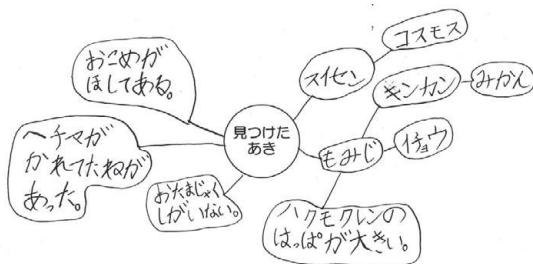 コスモス
スイセン
おこめが
ほしてある。
キンカン
みかん
見つけた
あき
ヘチマが
かれてたねが
あった。
もみじ
イチョウ
おたまじゃく
しがいない。
ハクモクレンの
はっぱが大きい。